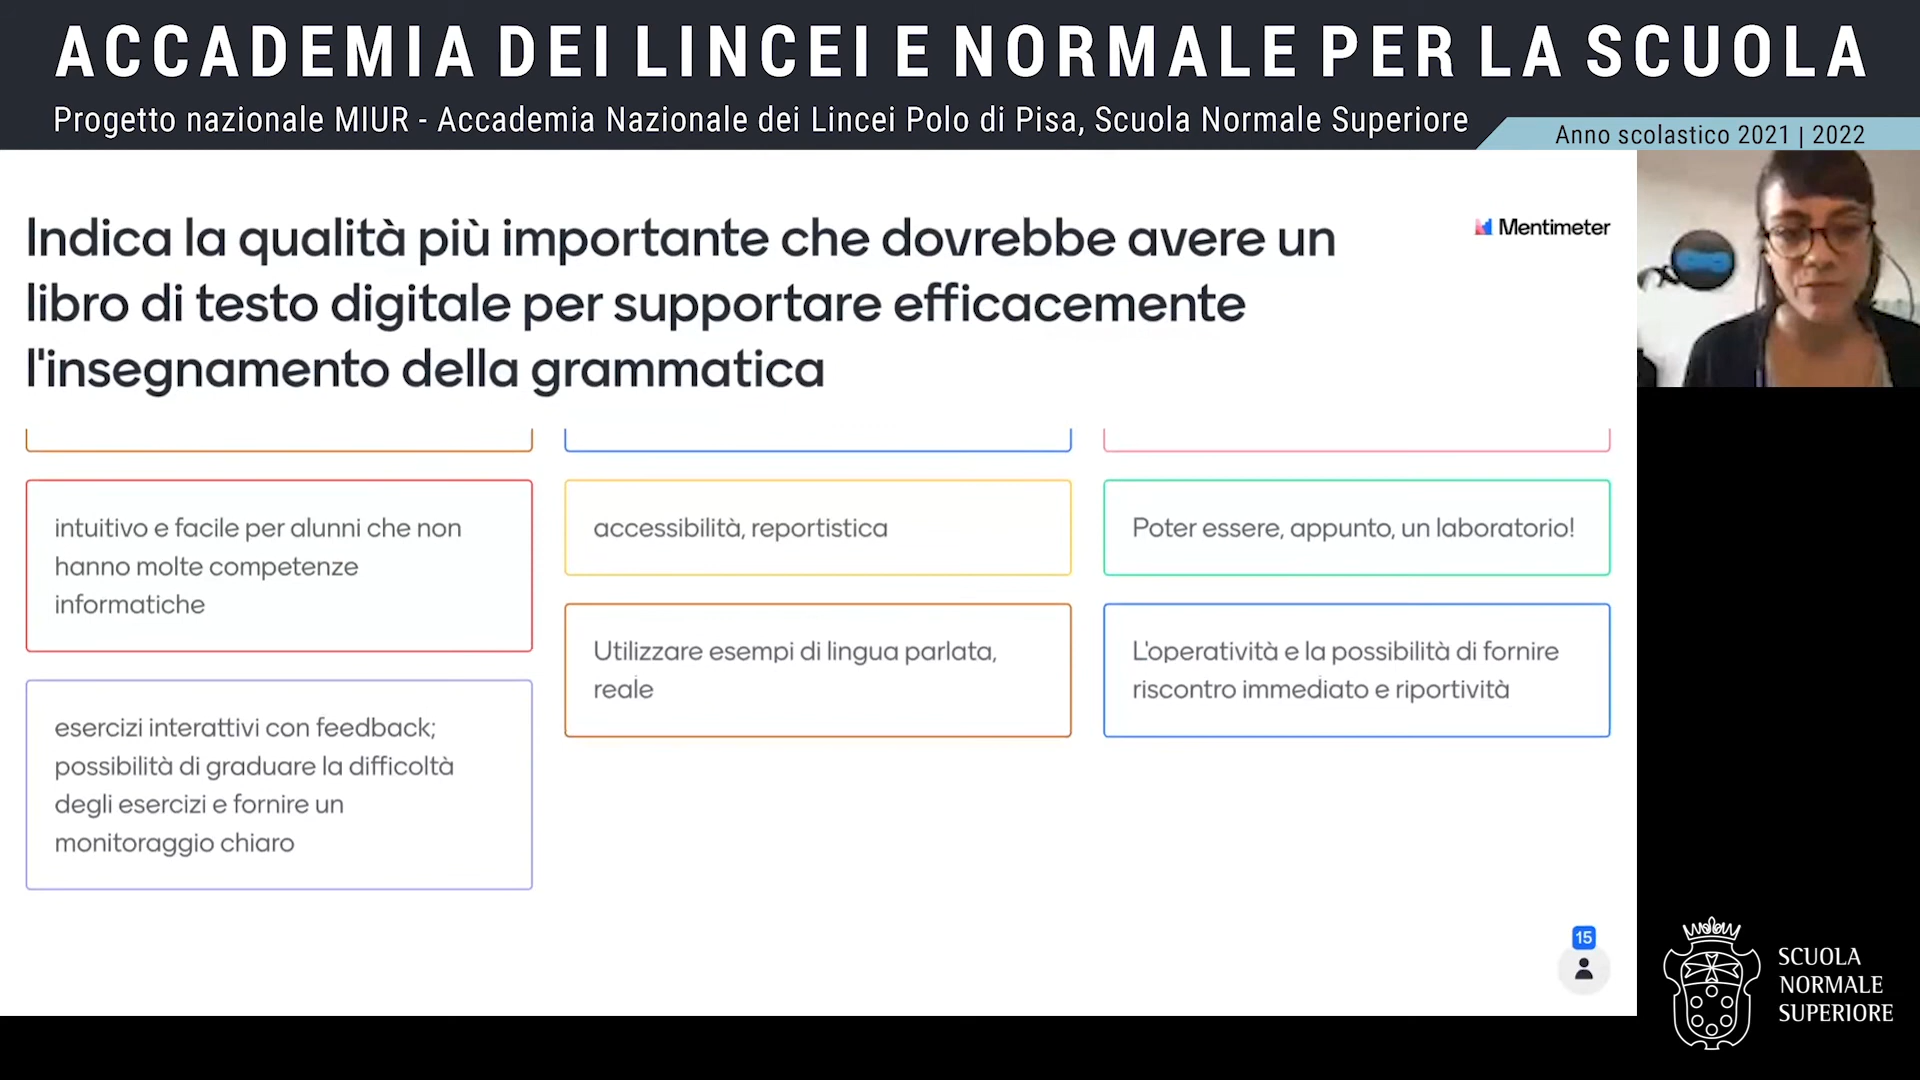 ACCADEMIA DEI LINCEI E NORMALE PER LA SCUOLA
Progetto nazionale MIUR - Accademia Nazionale dei Lincei Polo di Pisa, Scuola Normale Superiore
Anno scolastico 2021 | 2022
Indica la qualità più importante che dovrebbe avere un
libro di testo digitale per supportare efficacemente
l'insegnamento della grammatica
Mentimeter
intuitivo e facile per alunni che non
hanno molte competenze
informatiche
accessibilità, reportistica
Poter essere, appunto, un laboratorio!
Utilizzare esempi di lingua parlata,
reale
L'operatività e la possibilità di fornire
riscontro immediato e riportività
esercizi interattivi con feedback;
possibilità di graduare la difficoltà
degli esercizi e fornire un
monitoraggio chiaro
15
SCUOLA
NORMALE
SUPERIORE